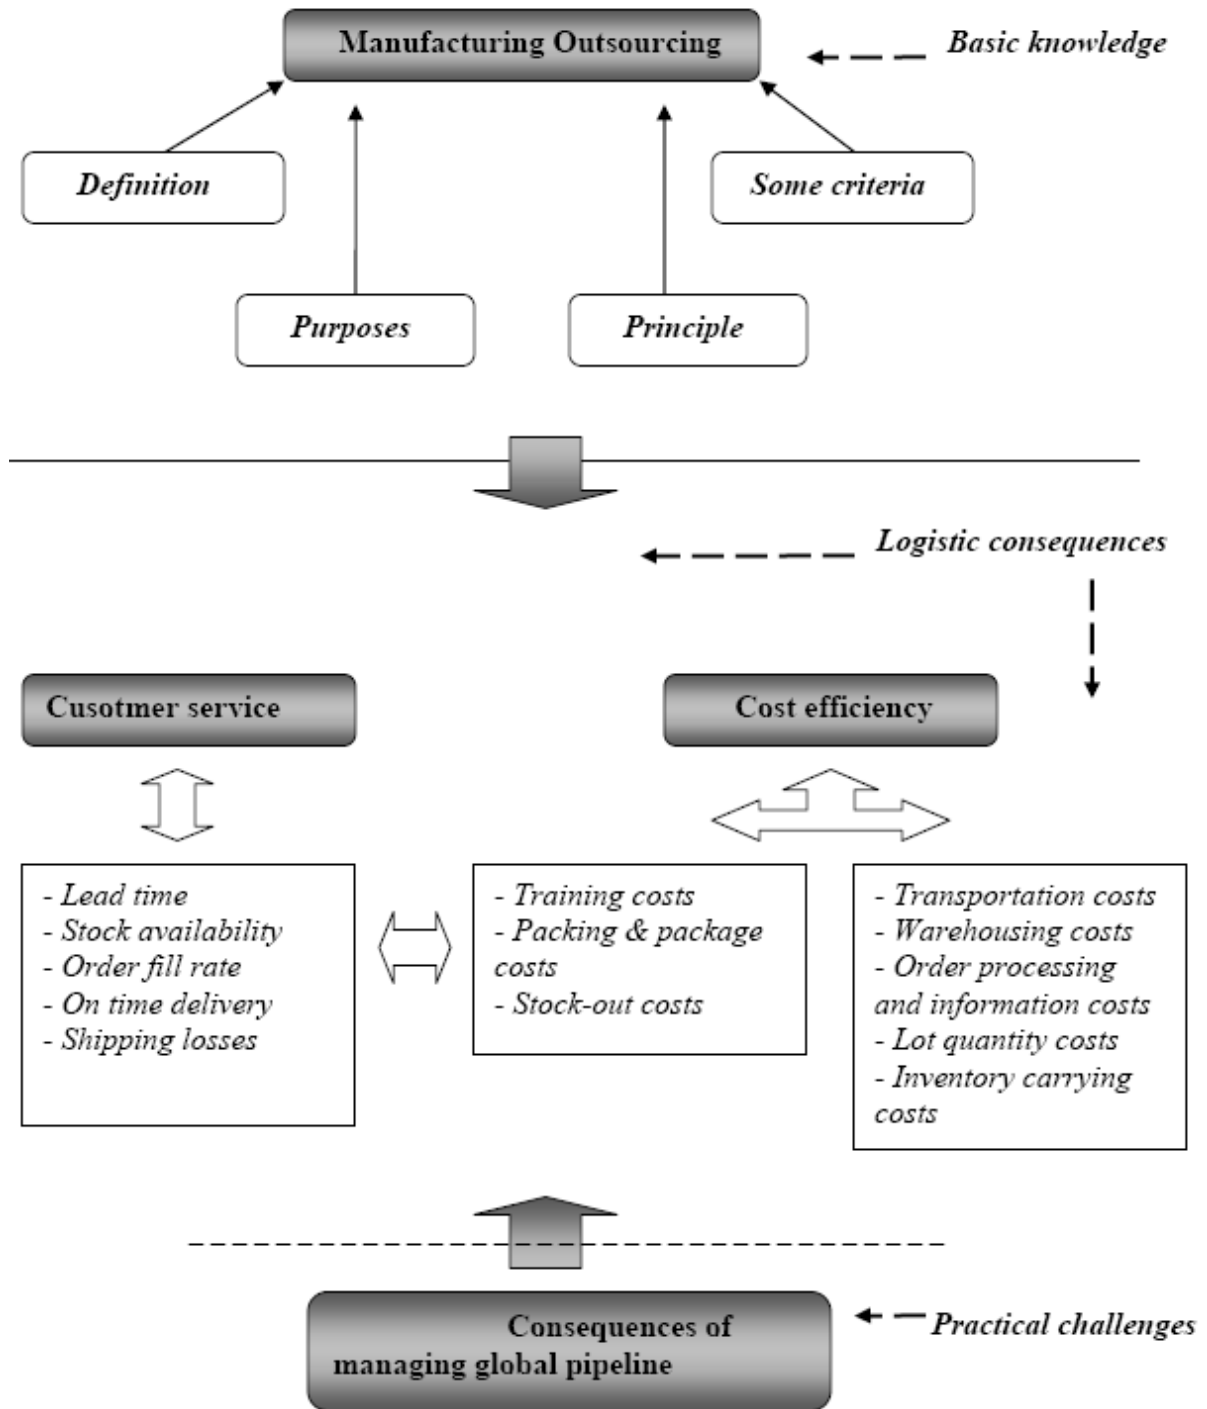 Manufacturing Outsourcing
Basic knowledge
Definition
Some criteria
Purposes
Principle
Logistic consequences
Cusotmer service
Cost efficiency
- Lead time
- Stock availability
- Order fill rate
- On time delivery
- Shipping losses
- Training costs
- Packing & package
costs
- Stock-out costs
- Transportation costs
- Warehousing costs
- Order processing
and information costs
- Lot quantity costs
- Inventory carrying
costs
Consequences of
managing global pipeline
Practical challenges